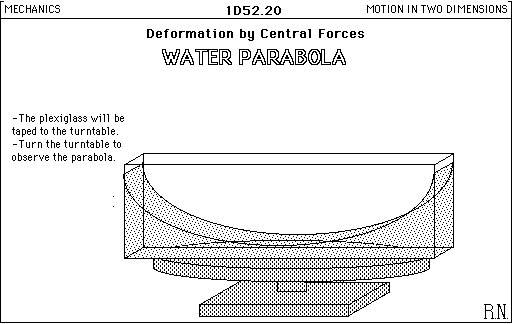 MECHANICS 1D52.20 MOTION IN TWO DIMENSIONS
Deformation by Central Forces
WATER PARABOLA
-The plexiglass will be
taped to the turntable.
-Turn the turntable to
observe the parabola.
R.N.